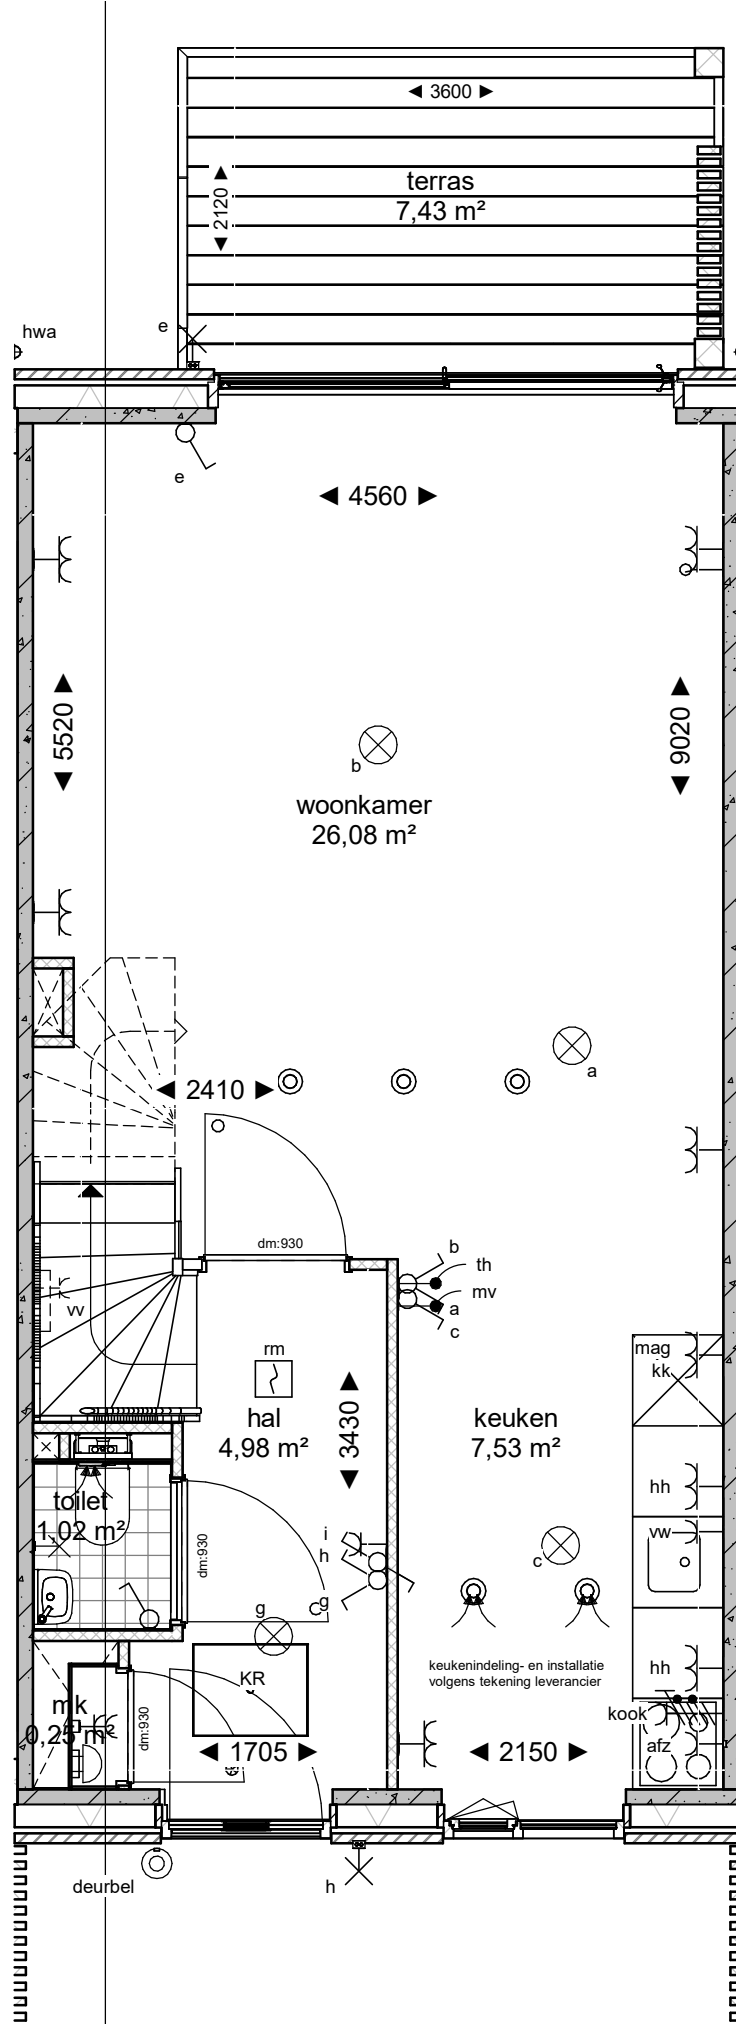 3600
terras
7,43 m²
2120
hwa
e
e
4560
5520
9020
b
woonkamer
26,08 m²
a
2410
dm:930
b
th
mv
a
c
vv
rm
mag
kk
hal
4,98 m²
3430
keuken
7,53 m²
hh
toilet
1,02 m²
dm:930
i
h
g
vw
c
g
KR
keukenindeling- en installatie
volgens tekening leverancier
hh
mk
0,25 m²
dm:930
kook
afz
1705
2150
deurbel
h